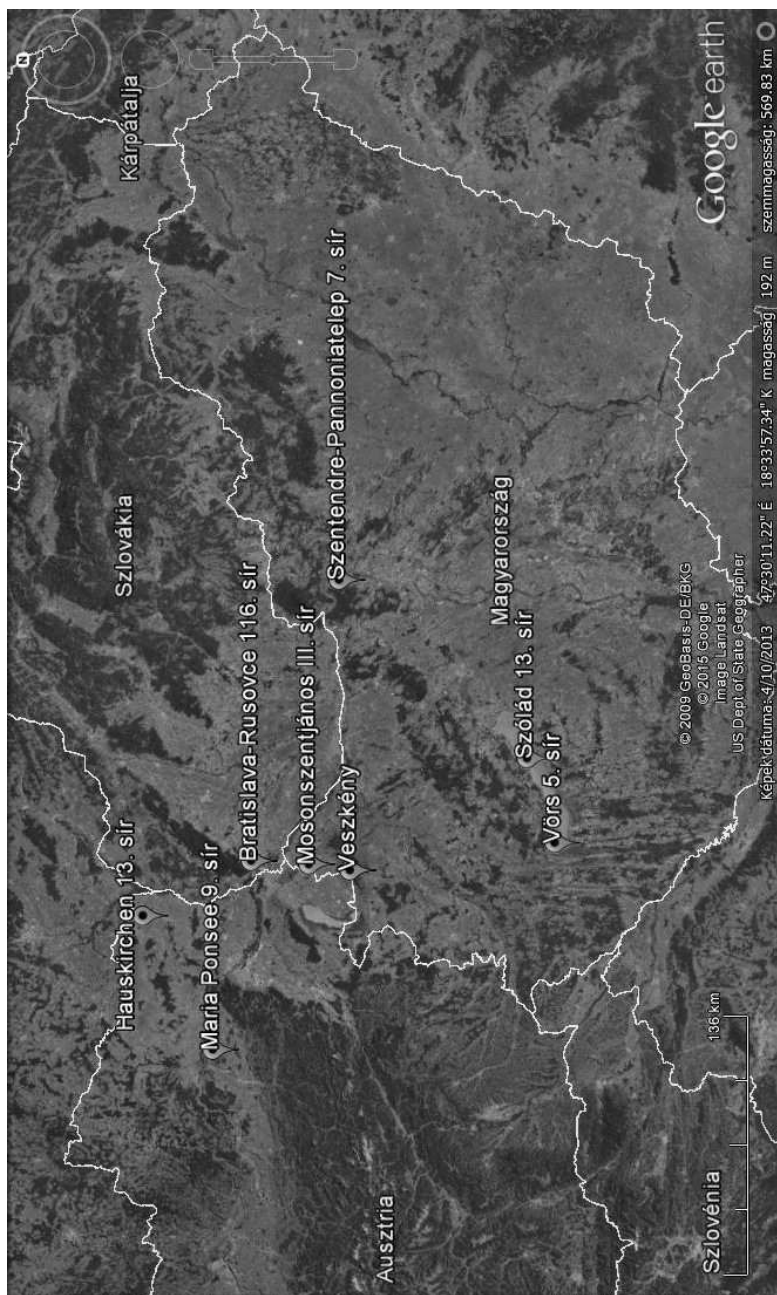 N
Kárpátalja
Szlovákia
Hauskirchen 13. sír
Maria Ponsee 9. sír
Bratislava-Rusovce 116. sír
Mosonszentjános III. sír
Szentendre-Pannoniatelep 7. sír
Veszkény
Ausztria
Magyarország
Szólád 13. sír
Vörs 5. sír
Szlovénia
136 km
© 2009 GeoBasis-DE/BKG
© 2015 Google
Image Landsat
US Dept of State Geographer
Google earth
Képek dátuma: 4/10/2013 47°30'11.22" É 18°33'57.34" K magasság 192 m szemmagasság: 569.83 km